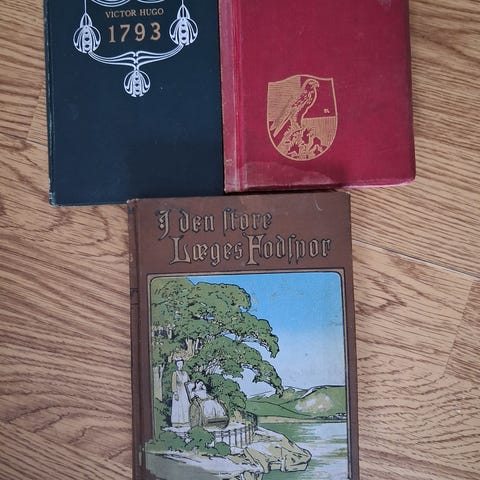 VICTOR HUGO
1793
I den store
Læges Fodspor